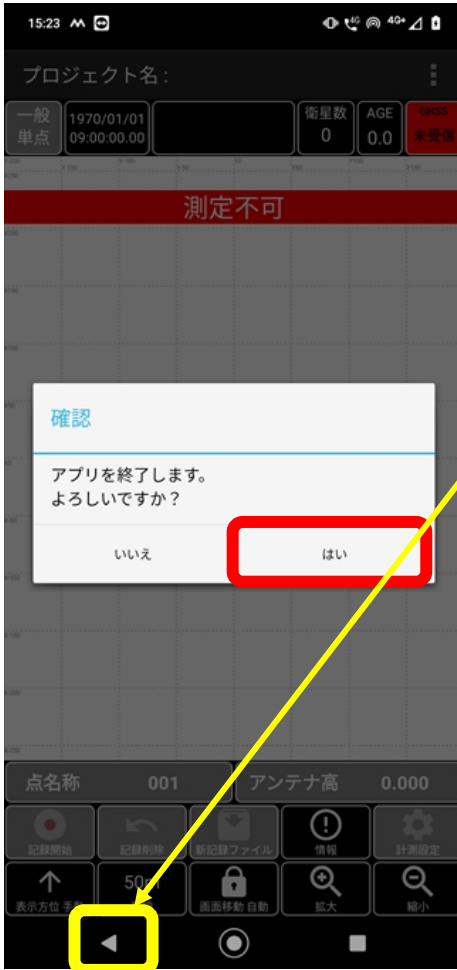 15:23
4G
4G+
プロジェクト名 :
一般
単点
1970/01/01
09:00:00.00
衛星数
0
AGE
0.0
GNSS
未受信
測定不可
確認
アプリを終了します。
よろしいですか？
いいえ
はい
点名称 001
アンテナ高 0.000
記録開始
記録削除
新記録ファイル
情報
計測設定
表示方位
画面移動 自動
拡大
縮小